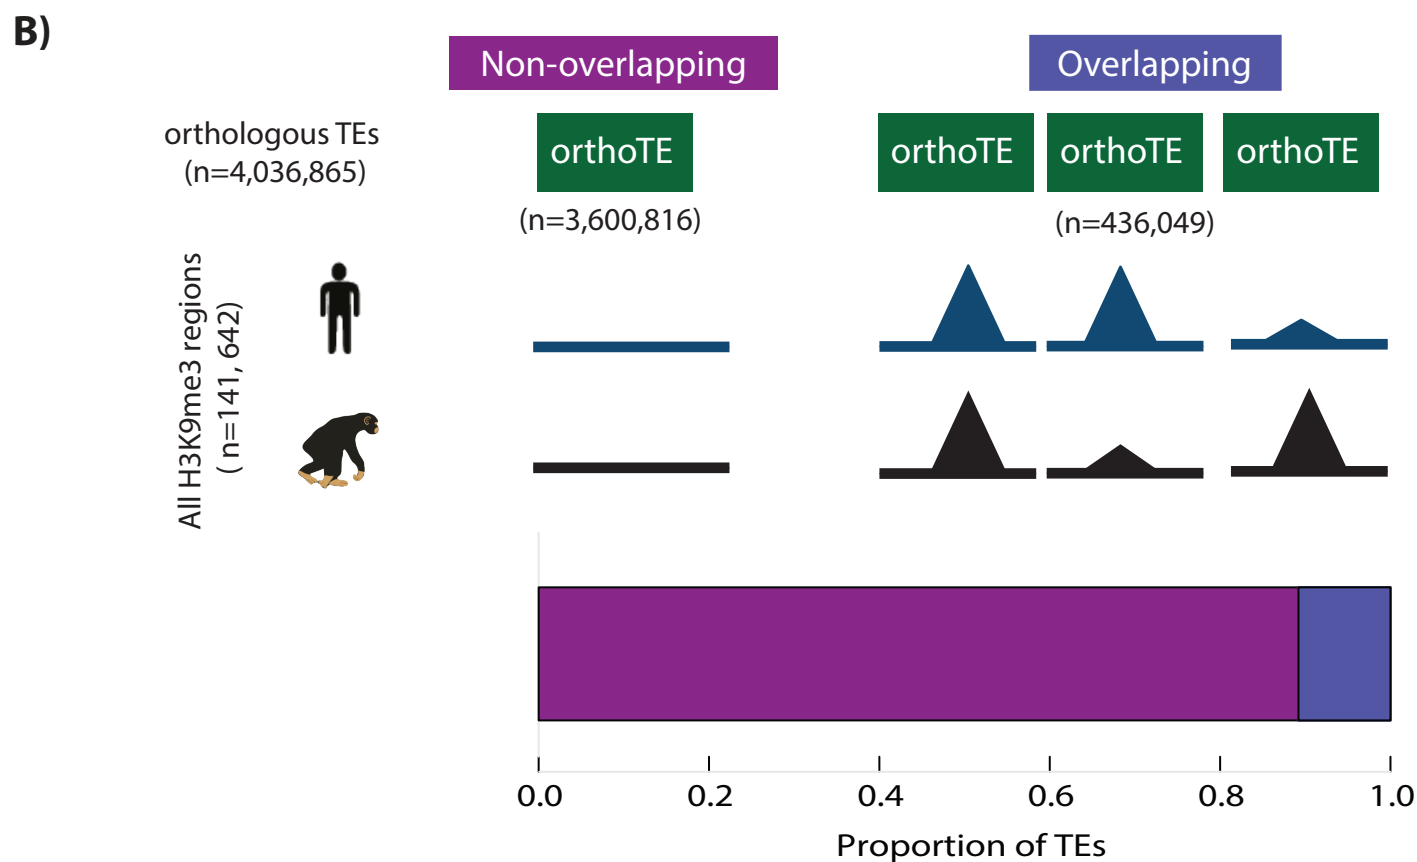 B)
Non-overlapping
Overlapping
orthologous TEs
(n=4,036,865)
orthoTE
orthoTE
orthoTE
orthoTE
(n=3,600,816)
(n=436,049)
All H3K9me3 regions
( n=141, 642)
0.0
0.2
0.4
0.6
0.8
1.0
Proportion of TEs